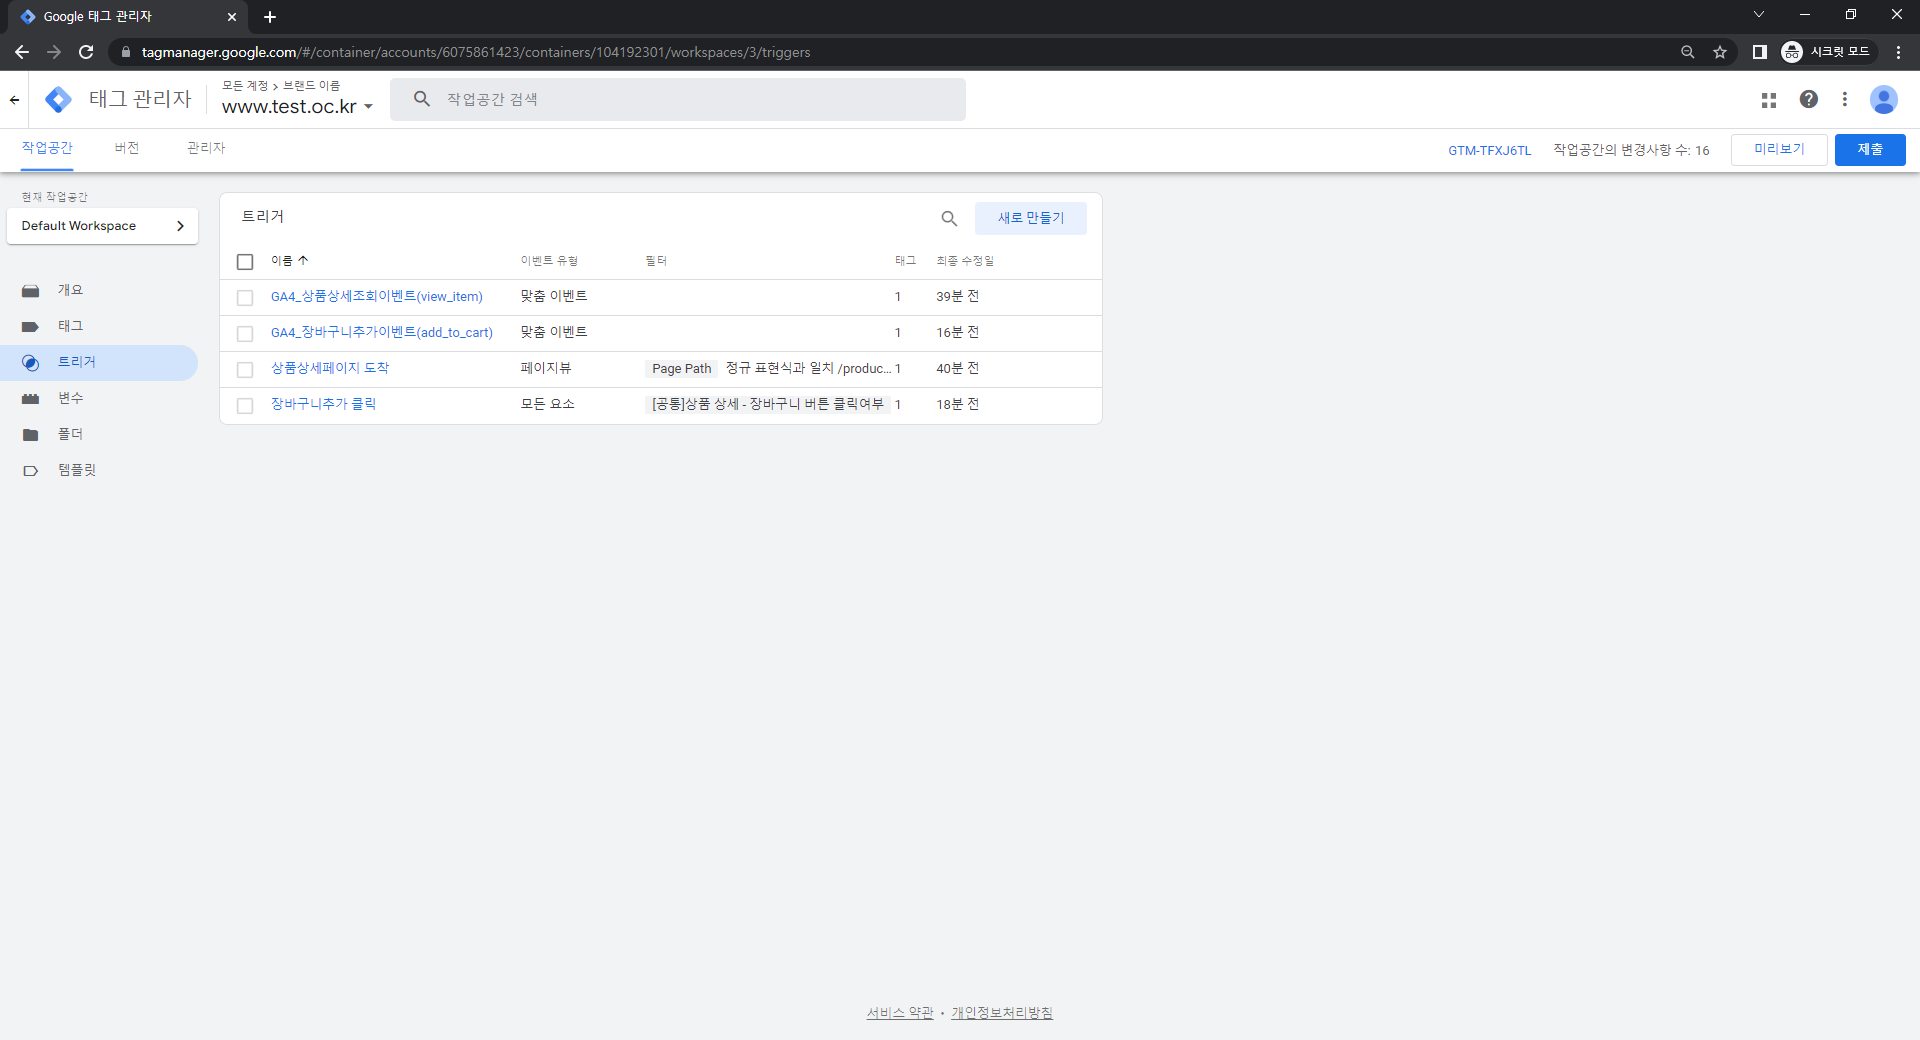 Google 태그 관리자
tagmanager.google.com/#/container/accounts/6075861423/containers/104192301/workspaces/3/triggers
시크릿 모드
태그 관리자
모든 계정 > 브랜드 이름
www.test.oc.kr
작업공간 검색
작업공간 버전 관리자
GTM-TFXJ6TL 작업공간의 변경사항 수: 16 미리보기 제출
현재 작업공간
Default Workspace
개요
태그
트리거
변수
폴더
템플릿
트리거 새로 만들기
이름 이벤트 유형 필터 태그 최종 수정일
GA4_상품상세조회이벤트(view_item) 맞춤 이벤트 1 39분 전
GA4_장바구니추가이벤트(add_to_cart) 맞춤 이벤트 1 16분 전
상품상세페이지 도착 페이지뷰 Page Path 정규 표현식과 일치 /produc... 1 40분 전
장바구니추가 클릭 모든 요소 [공통]상품 상세 - 장바구니 버튼 클릭여부 1 18분 전
서비스 약관 · 개인정보처리방침